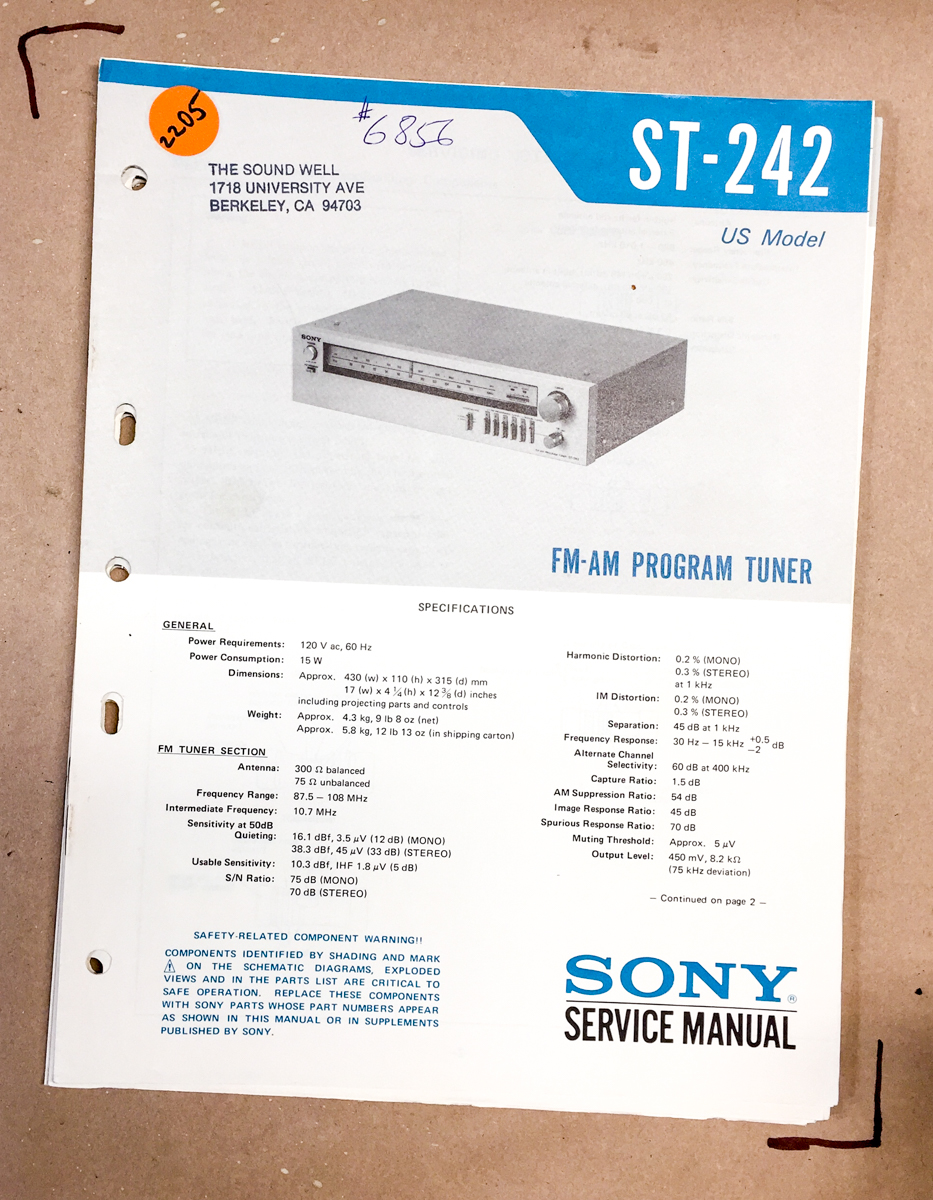 2205
#6856
THE SOUND WELL
1718 UNIVERSITY AVE
BERKELEY, CA 94703
ST-242
US Model
SONY
FM-AM PROGRAM TUNER
SPECIFICATIONS
GENERAL
Power Requirements: 120 V ac, 60 Hz
Power Consumption: 15 W
Dimensions: Approx. 430 (w) x 110 (h) x 315 (d) mm
17 (w) x 4 1/4 (h) x 12 3/8 (d) inches
including projecting parts and controls
Weight: Approx. 4.3 kg, 9 lb 8 oz (net)
Approx. 5.8 kg, 12 lb 13 oz (in shipping carton)
FM TUNER SECTION
Antenna: 300 Ω balanced
75 Ω unbalanced
Frequency Range: 87.5 – 108 MHz
Intermediate Frequency: 10.7 MHz
Sensitivity at 50dB
Quieting: 16.1 dBf, 3.5 µV (12 dB) (MONO)
38.3 dBf, 45 µV (33 dB) (STEREO)
Usable Sensitivity: 10.3 dBf, IHF 1.8 µV (5 dB)
S/N Ratio: 75 dB (MONO)
70 dB (STEREO)
Harmonic Distortion: 0.2 % (MONO)
0.3 % (STEREO)
at 1 kHz
IM Distortion: 0.2 % (MONO)
0.3 % (STEREO)
Separation: 45 dB at 1 kHz
Frequency Response: 30 Hz – 15 kHz +0.5 −2 dB
Alternate Channel
Selectivity: 60 dB at 400 kHz
Capture Ratio: 1.5 dB
AM Suppression Ratio: 54 dB
Image Response Ratio: 45 dB
Spurious Response Ratio: 70 dB
Muting Threshold: Approx. 5 µV
Output Level: 450 mV, 8.2 kΩ
(75 kHz deviation)
– Continued on page 2 –
SAFETY-RELATED COMPONENT WARNING!!
COMPONENTS IDENTIFIED BY SHADING AND MARK
⚠ ON THE SCHEMATIC DIAGRAMS, EXPLODED
VIEWS AND IN THE PARTS LIST ARE CRITICAL TO
SAFE OPERATION. REPLACE THESE COMPONENTS
WITH SONY PARTS WHOSE PART NUMBERS APPEAR
AS SHOWN IN THIS MANUAL OR IN SUPPLEMENTS
PUBLISHED BY SONY.
SONY®
SERVICE MANUAL